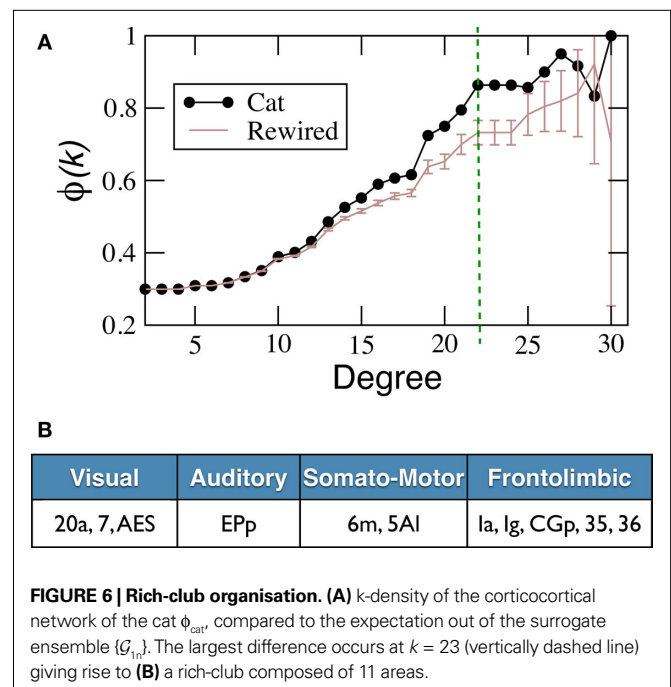 A
1
0.8
0.6
0.4
0.2
ϕ(k)
Cat
Rewired
5 10 15 20 25 30
Degree
B
Visual Auditory Somato-Motor Frontolimbic
20a, 7, AES EPp 6m, 5Al Ia, Ig, CGp, 35, 36
FIGURE 6 | Rich-club organisation. (A) k-density of the corticocortical
network of the cat ϕcat, compared to the expectation out of the surrogate
ensemble {𝒢1n}. The largest difference occurs at k = 23 (vertically dashed line)
giving rise to (B) a rich-club composed of 11 areas.